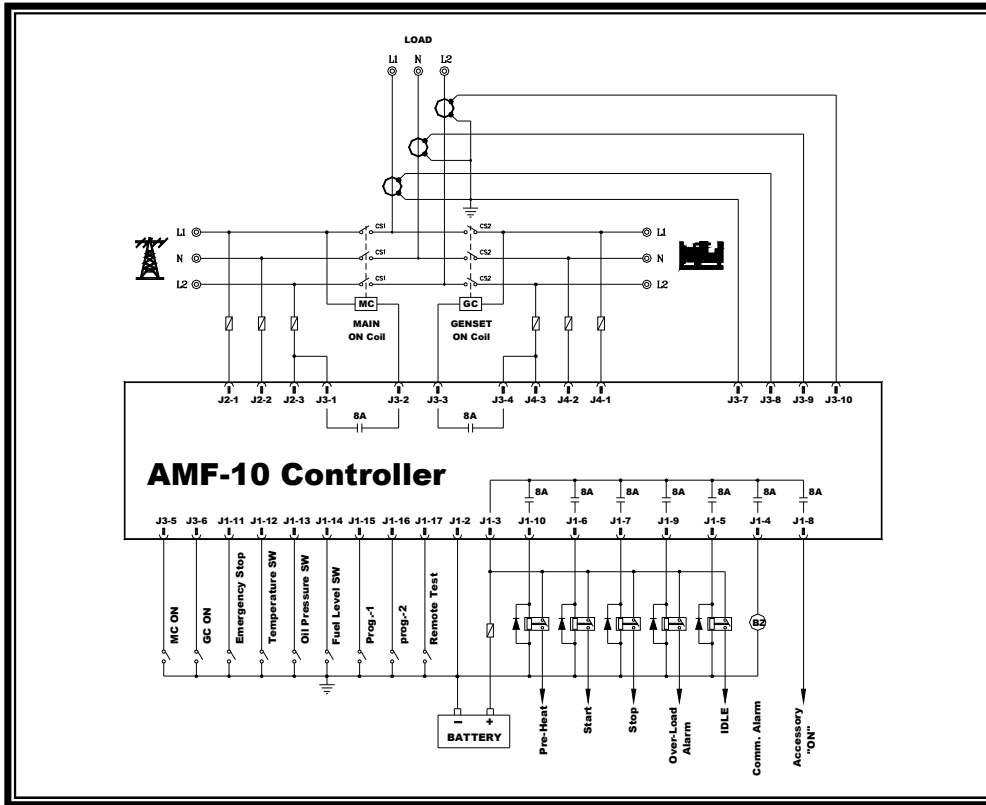 LOAD
L1 N L2
L1 CS1 CS2 L1
N CS1 CS2 N
L2 CS1 CS2 L2
MC GC
MAIN
ON Coil
GENSET
ON Coil
J2-1 J2-2 J2-3 J3-1 J3-2 J3-3 J3-4 J4-3 J4-2 J4-1 J3-7 J3-8 J3-9 J3-10
8A 8A
AMF-10 Controller
8A 8A 8A 8A 8A 8A 8A
J3-5 J3-6 J1-11 J1-12 J1-13 J1-14 J1-15 J1-16 J1-17 J1-2 J1-3 J1-10 J1-6 J1-7 J1-9 J1-5 J1-4 J1-8
MC ON
GC ON
Emergency Stop
Temperature SW
Oil Pressure SW
Fuel Level SW
Prog.-1
prog.-2
Remote Test
BZ
− +
BATTERY
Pre-Heat
Start
Stop
Over-Load
Alarm
IDLE
Comm. Alarm
Accessory
"ON"